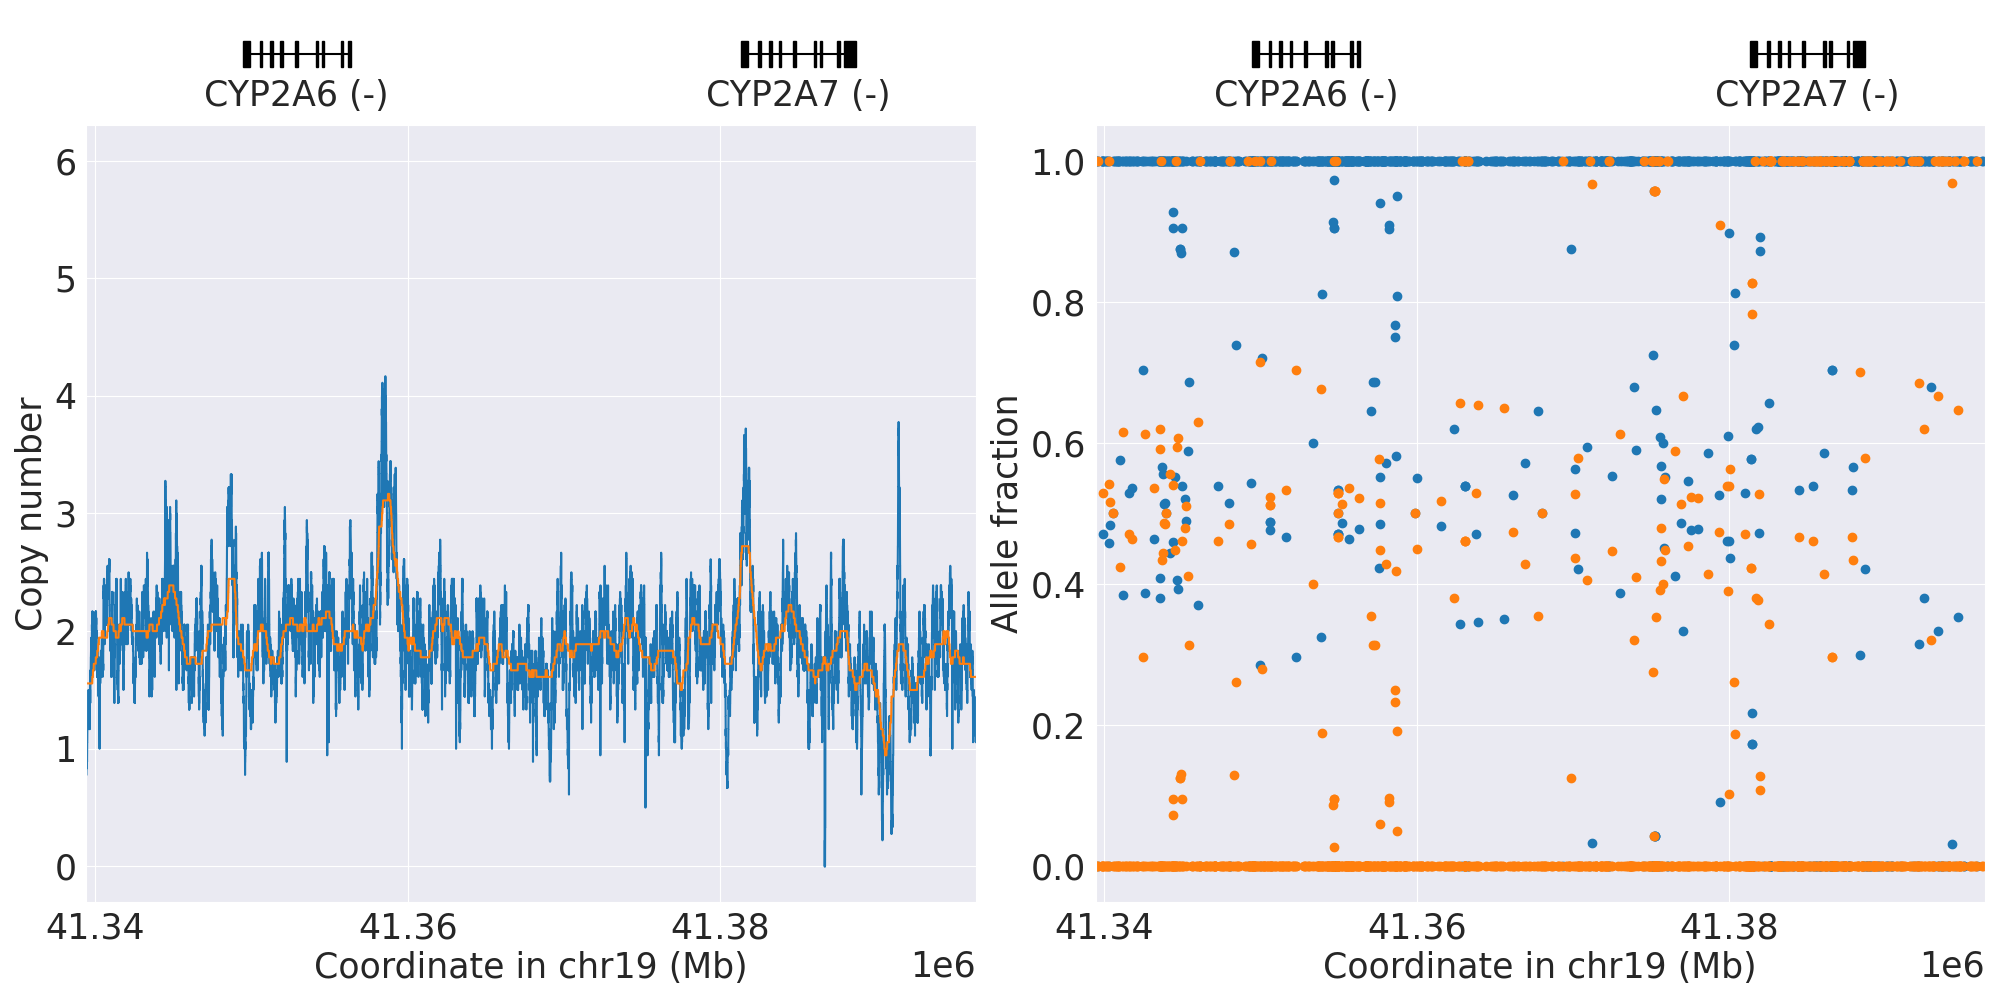 CYP2A6 (-)
CYP2A7 (-)
6
5
4
3
2
1
0
Copy number
41.34
41.36
41.38
Coordinate in chr19 (Mb)
1e6
CYP2A6 (-)
CYP2A7 (-)
1.0
0.8
0.6
0.4
0.2
0.0
Allele fraction
41.34
41.36
41.38
Coordinate in chr19 (Mb)
1e6